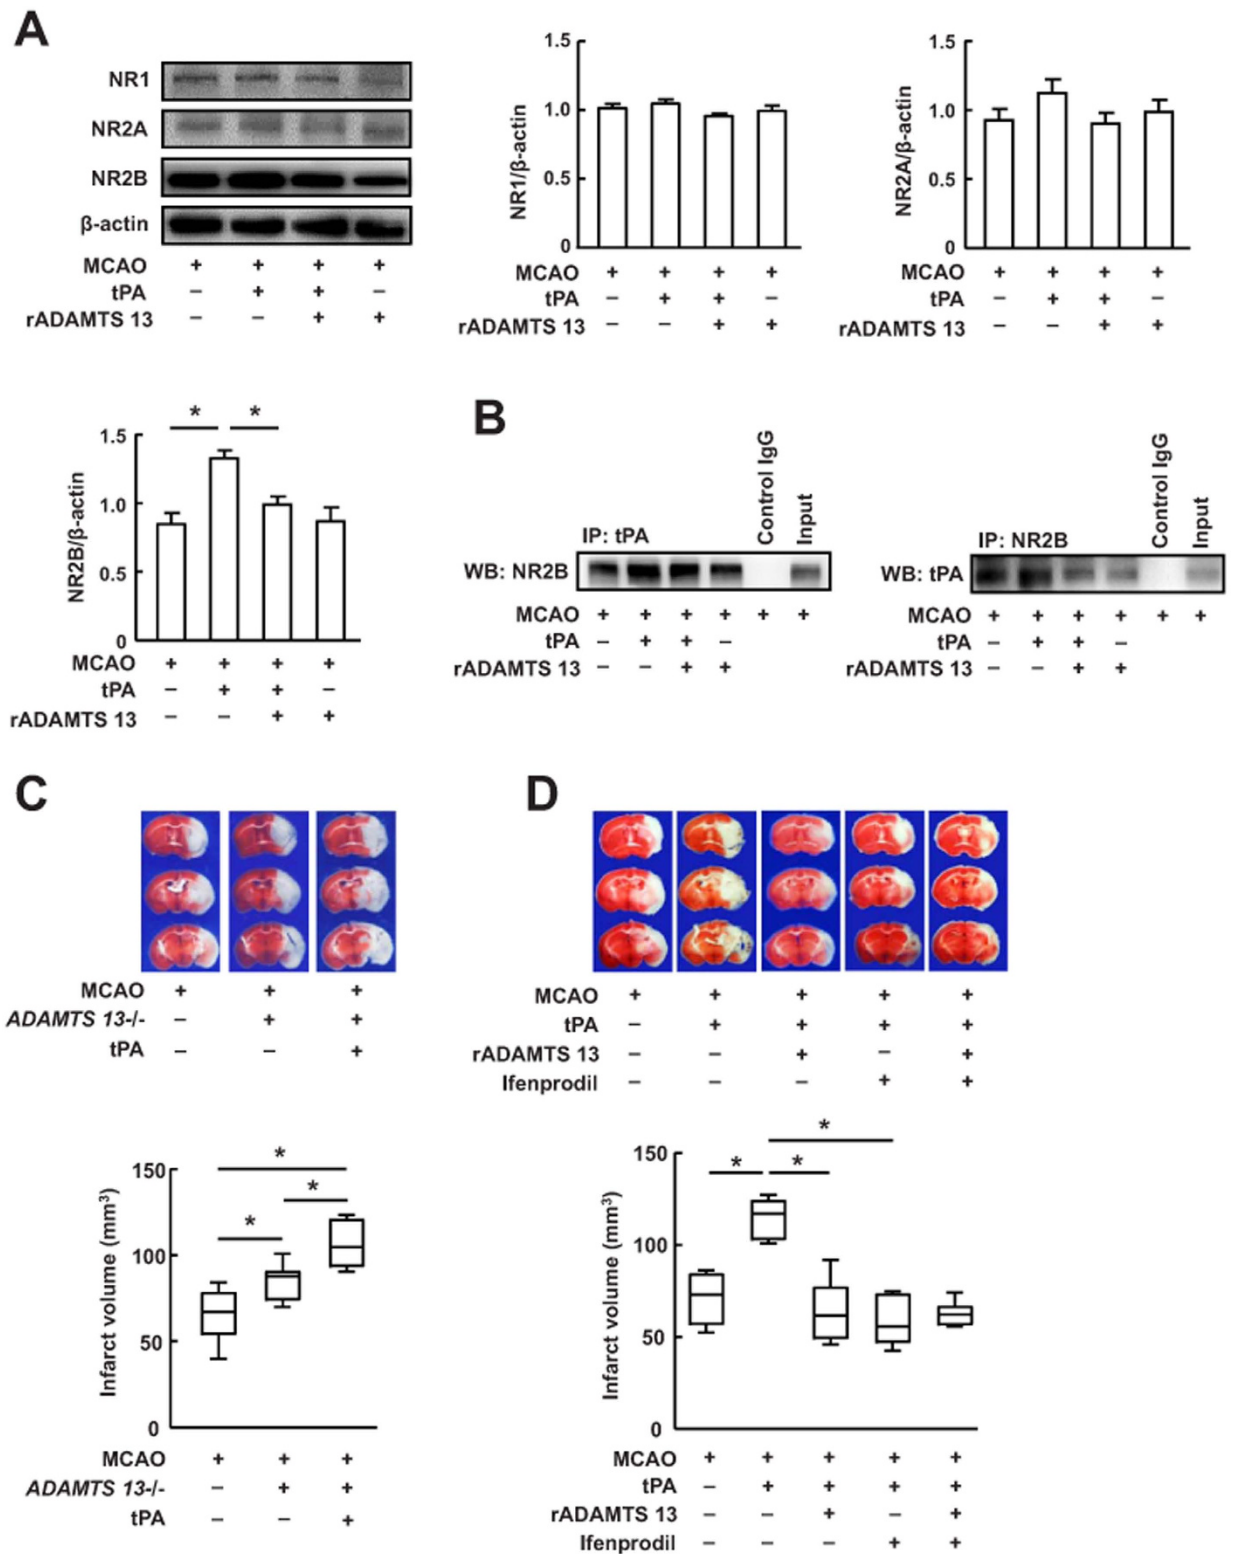 A
NR1
NR2A
NR2B
β-actin
MCAO + + + +
tPA – + + –
rADAMTS 13 – – + +
1.5
1.0
0.5
0
NR1/β-actin
MCAO + + + +
tPA – + + –
rADAMTS 13 – – + +
1.5
1.0
0.5
0
NR2A/β-actin
MCAO + + + +
tPA – + + –
rADAMTS 13 – – + +
* *
1.5
1.0
0.5
0
NR2B/β-actin
MCAO + + + +
tPA – + + –
rADAMTS 13 – – + +
B
IP: tPA
Control IgG
Input
WB: NR2B
MCAO + + + + + +
tPA – + + –
rADAMTS 13 – – + +
IP: NR2B
Control IgG
Input
WB: tPA
MCAO + + + + + +
tPA – + + –
rADAMTS 13 – – + +
C
MCAO + + +
ADAMTS 13-/- – + +
tPA – – +
*
* *
150
100
50
0
Infarct volume (mm³)
MCAO + + +
ADAMTS 13-/- – + +
tPA – – +
D
MCAO + + + + +
tPA – + + + +
rADAMTS 13 – – + – +
Ifenprodil – – – + +
*
* *
150
100
50
0
Infarct volume (mm³)
MCAO + + + + +
tPA – + + + +
rADAMTS 13 – – + – +
Ifenprodil – – – + +